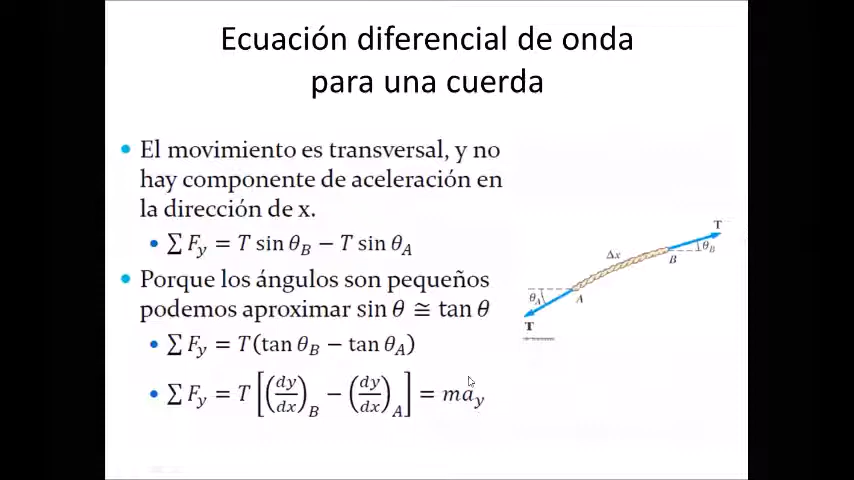 Ecuación diferencial de onda
para una cuerda
• El movimiento es transversal, y no
hay componente de aceleración en
la dirección de x.
• ∑ F_y = T sin θ_B − T sin θ_A
• Porque los ángulos son pequeños
podemos aproximar sin θ ≅ tan θ
• ∑ F_y = T(tan θ_B − tan θ_A)
• ∑ F_y = T [(dy/dx)_B − (dy/dx)_A] = ma_y
T
θ_B
B
Δx
θ_A
A
T